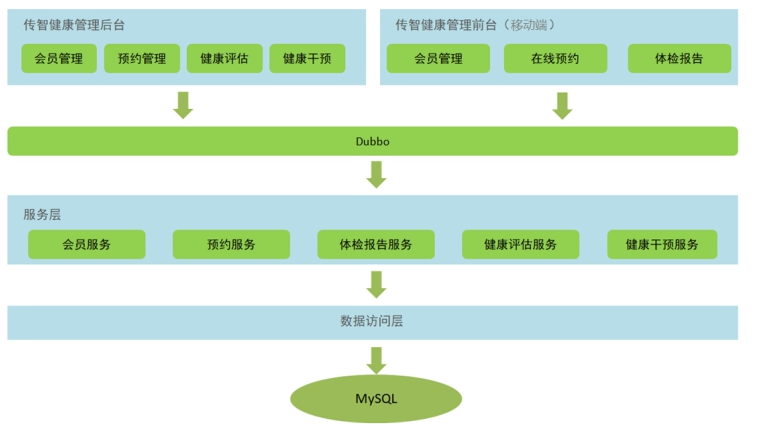 传智健康管理后台
会员管理
预约管理
健康评估
健康干预
传智健康管理前台（移动端）
会员管理
在线预约
体检报告
Dubbo
服务层
会员服务
预约服务
体检报告服务
健康评估服务
健康干预服务
数据访问层
MySQL